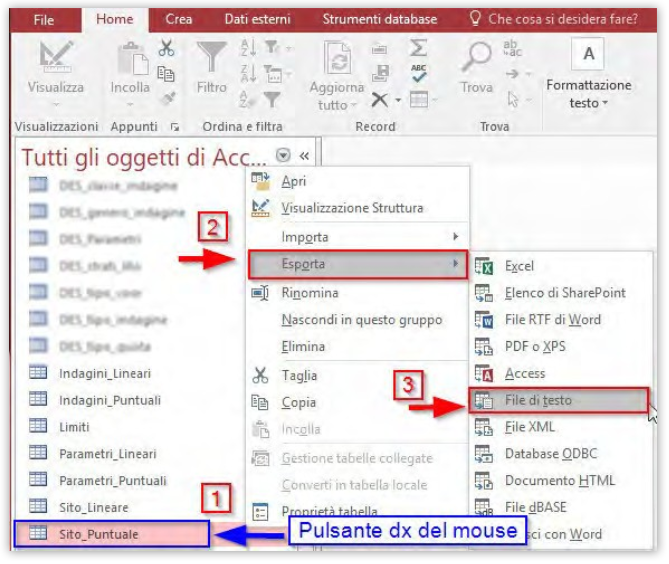 File Home Crea Dati esterni Strumenti database Che cosa si desidera fare?
Visualizza Incolla Filtro Aggiorna tutto ABC Trova ab ac A Formattazione testo
Visualizzazioni Appunti Ordina e filtra Record Trova
Tutti gli oggetti di Acc... «
DES_classe_indagine
DES_genere_indagine
DES_Parametri
DES_tipo_indagine
DES_tipo_quota
Indagini_Lineari
Indagini_Puntuali
Limiti
Parametri_Lineari
Parametri_Puntuali
Sito_Lineare
Sito_Puntuale
1
Pulsante dx del mouse
2
Apri
Visualizzazione Struttura
Importa
Esporta
Rinomina
Nascondi in questo gruppo
Elimina
Taglia
Copia
Incolla
Gestione tabelle collegate
Converti in tabella locale
Proprietà tabella
3
Excel
Elenco di SharePoint
File RTF di Word
PDF o XPS
Access
File di testo
File XML
Database ODBC
Documento HTML
File dBASE
con Word